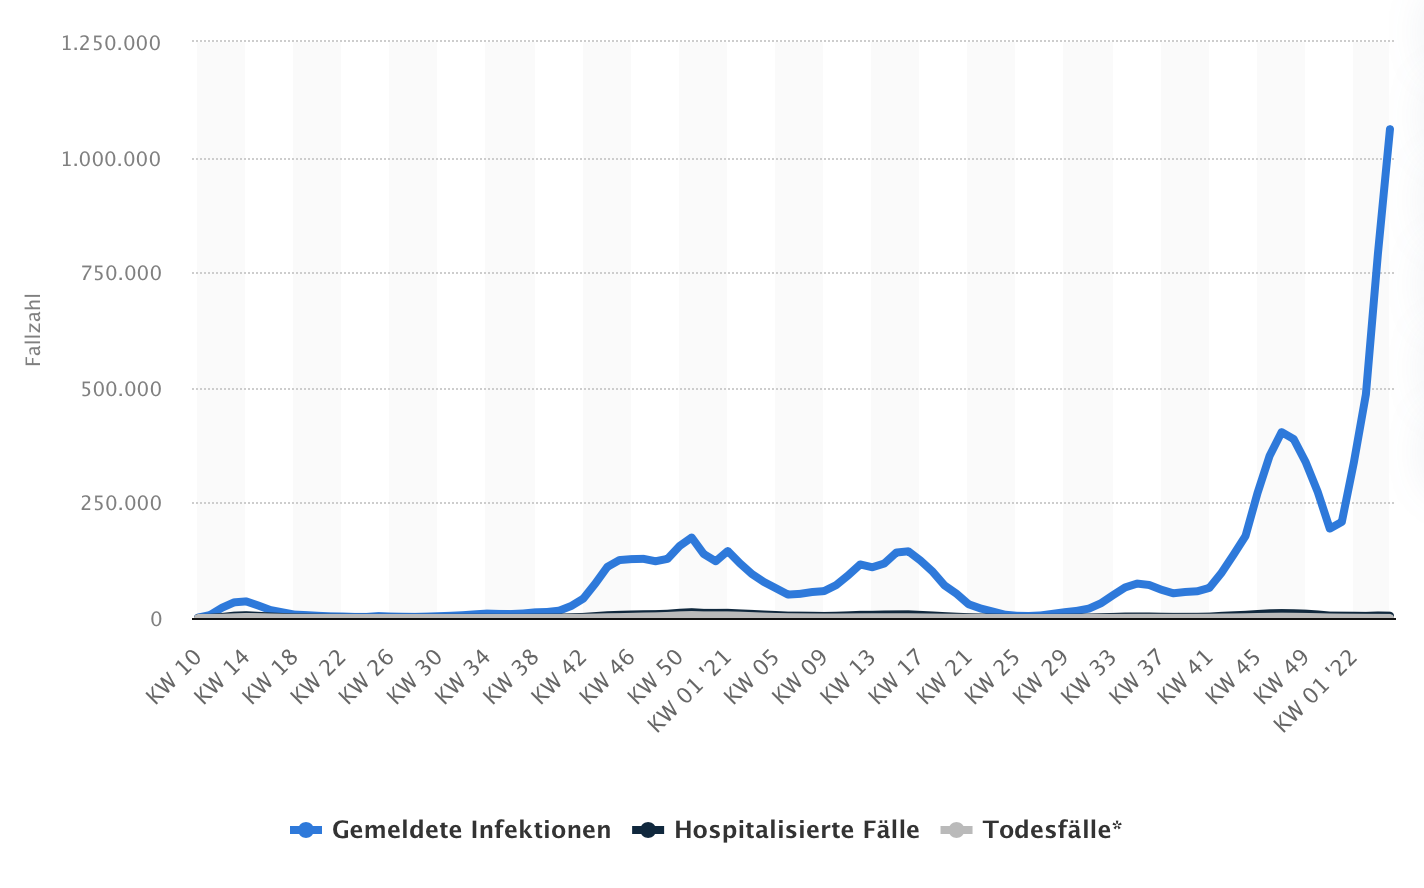 1.250.000
1.000.000
750.000
500.000
250.000
0
Fallzahl
KW 10
KW 14
KW 18
KW 22
KW 26
KW 30
KW 34
KW 38
KW 42
KW 46
KW 50
KW 01 '21
KW 05
KW 09
KW 13
KW 17
KW 21
KW 25
KW 29
KW 33
KW 37
KW 41
KW 45
KW 49
KW 01 '22
Gemeldete Infektionen Hospitalisierte Fälle Todesfälle*